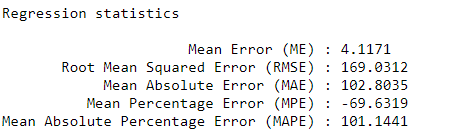 Regression statistics
Mean Error (ME) : 4.1171
Root Mean Squared Error (RMSE) : 169.0312
Mean Absolute Error (MAE) : 102.8035
Mean Percentage Error (MPE) : -69.6319
Mean Absolute Percentage Error (MAPE) : 101.1441